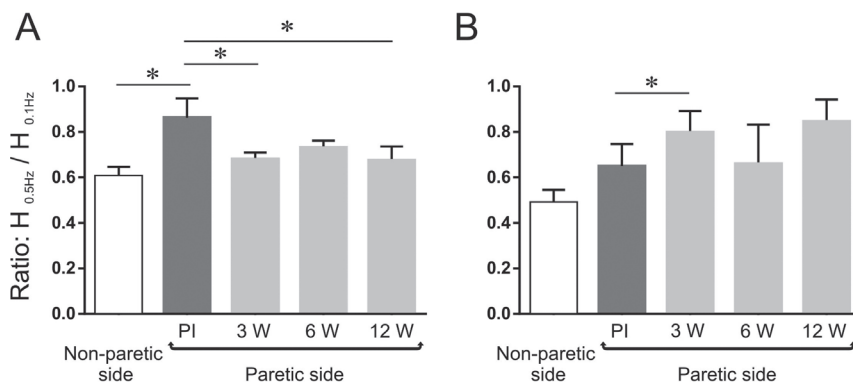 A
* * *
Ratio: H 0.5Hz / H 0.1Hz
1.0
0.8
0.6
0.4
0.2
0.0
PI 3 W 6 W 12 W
Non-paretic
side
Paretic side
B
*
1.0
0.8
0.6
0.4
0.2
0.0
PI 3 W 6 W 12 W
Non-paretic
side
Paretic side